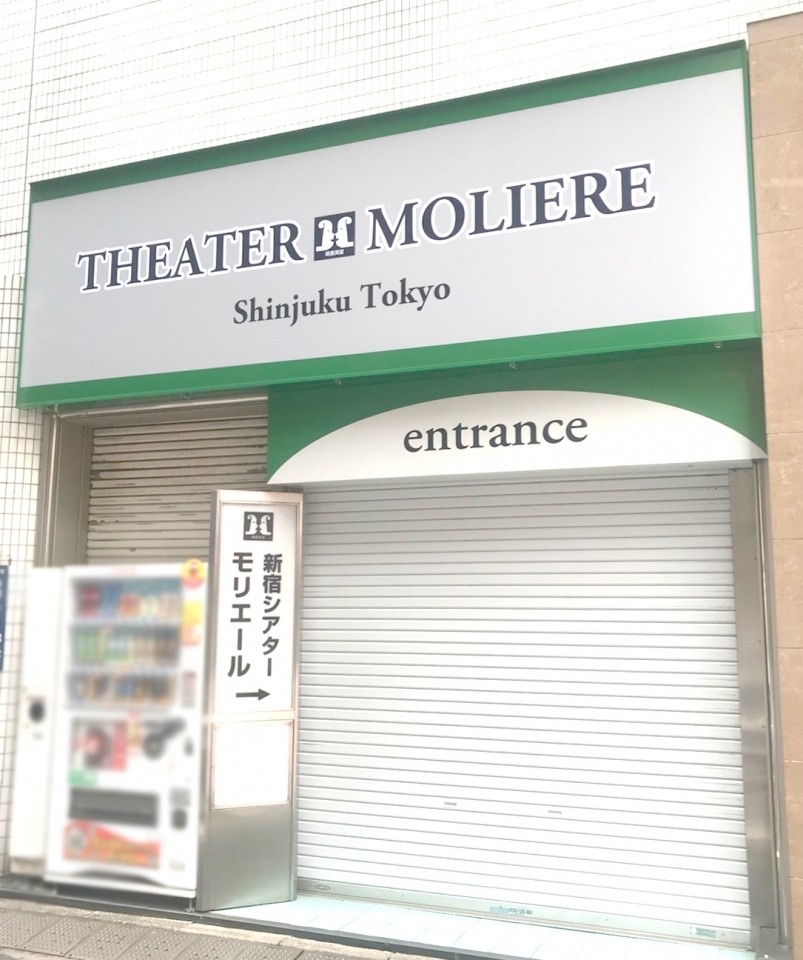 THEATER MOLIERE
Shinjuku Tokyo
entrance
新宿シアター
モリエール
→